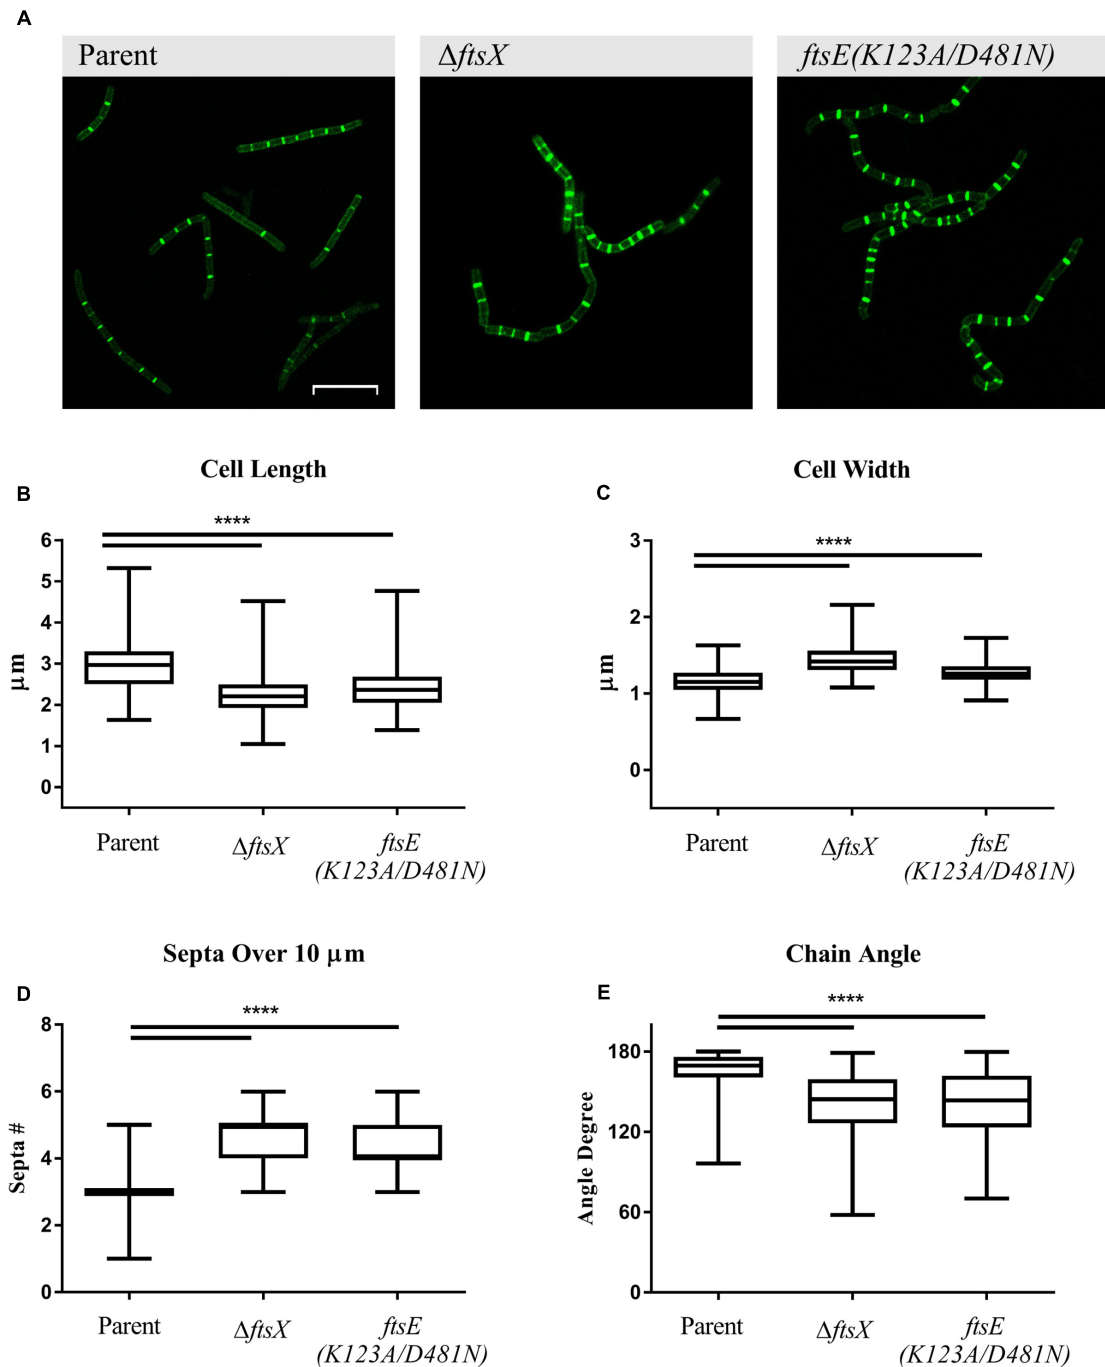 A
Parent
ΔftsX
ftsE(K123A/D481N)
Cell Length
B
****
6
5
4
3
2
1
0
μm
Parent
ΔftsX
ftsE
(K123A/D481N)
Cell Width
C
****
3
2
1
0
μm
Parent
ΔftsX
ftsE
(K123A/D481N)
Septa Over 10 μm
D
****
8
6
4
2
0
Septa #
Parent
ΔftsX
ftsE
(K123A/D481N)
Chain Angle
E
****
180
120
60
0
Angle Degree
Parent
ΔftsX
ftsE
(K123A/D481N)